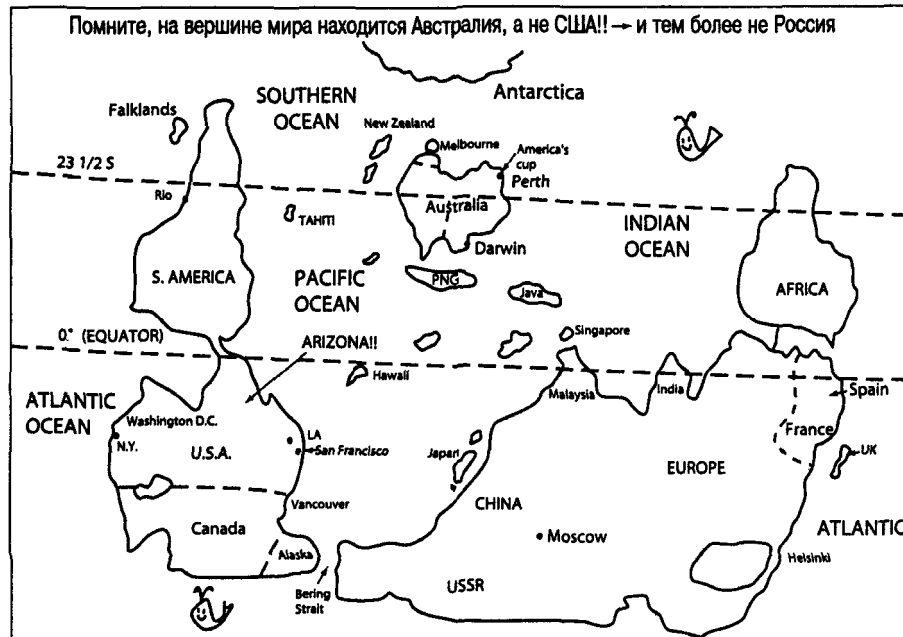 Помните, на вершине мира находится Австралия, а не США!! → и тем более не Россия
Antarctica
SOUTHERN
OCEAN
Falklands
New Zealand
Melbourne
America's
cup
Perth
23 1/2 S
Rio
TAHITI
Australia
INDIAN
OCEAN
Darwin
S. AMERICA
PACIFIC
OCEAN
PNG
Java
AFRICA
0.° (EQUATOR)
ARIZONA!!
Singapore
Hawaii
Malaysia
India
Spain
ATLANTIC
OCEAN
Washington D.C.
N.Y.
U.S.A.
LA
San Francisco
Japan
France
UK
EUROPE
Vancouver
CHINA
Canada
Moscow
ATLANTIC
Alaska
Helsinki
Bering
Strait
USSR